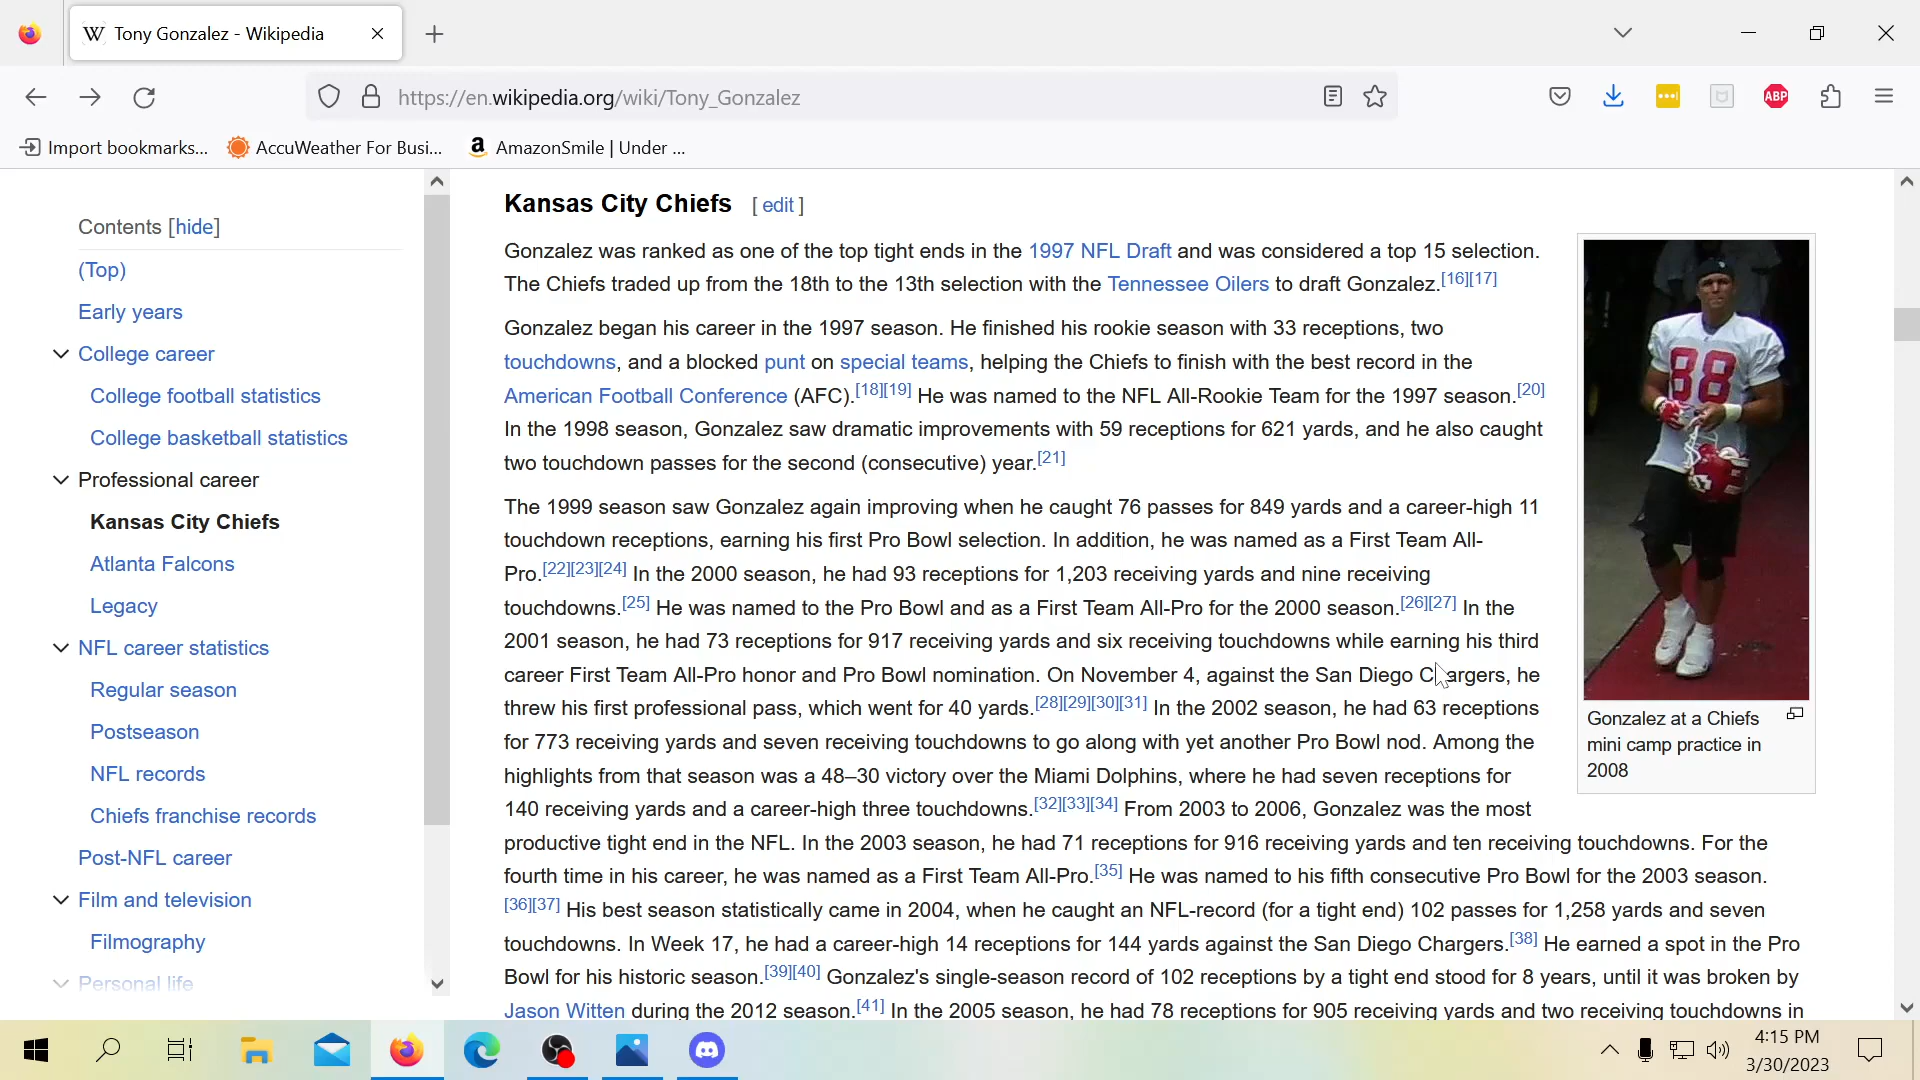 Tony Gonzalez - Wikipedia
https://en.wikipedia.org/wiki/Tony_Gonzalez
ABP
Import bookmarks...
AccuWeather For Busi...
AmazonSmile | Under ...
Contents [hide]
(Top)
Early years
College career
College football statistics
College basketball statistics
Professional career
Kansas City Chiefs
Atlanta Falcons
Legacy
NFL career statistics
Regular season
Postseason
NFL records
Chiefs franchise records
Post-NFL career
Film and television
Filmography
Personal life
Kansas City Chiefs [ edit ]
Gonzalez was ranked as one of the top tight ends in the 1997 NFL Draft and was considered a top 15 selection.
The Chiefs traded up from the 18th to the 13th selection with the Tennessee Oilers to draft Gonzalez.[16][17]
Gonzalez began his career in the 1997 season. He finished his rookie season with 33 receptions, two
touchdowns, and a blocked punt on special teams, helping the Chiefs to finish with the best record in the
American Football Conference (AFC).[18][19] He was named to the NFL All-Rookie Team for the 1997 season.[20]
In the 1998 season, Gonzalez saw dramatic improvements with 59 receptions for 621 yards, and he also caught
two touchdown passes for the second (consecutive) year.[21]
The 1999 season saw Gonzalez again improving when he caught 76 passes for 849 yards and a career-high 11
touchdown receptions, earning his first Pro Bowl selection. In addition, he was named as a First Team All-
Pro.[22][23][24] In the 2000 season, he had 93 receptions for 1,203 receiving yards and nine receiving
touchdowns.[25] He was named to the Pro Bowl and as a First Team All-Pro for the 2000 season.[26][27] In the
2001 season, he had 73 receptions for 917 receiving yards and six receiving touchdowns while earning his third
career First Team All-Pro honor and Pro Bowl nomination. On November 4, against the San Diego Chargers, he
threw his first professional pass, which went for 40 yards.[28][29][30][31] In the 2002 season, he had 63 receptions
for 773 receiving yards and seven receiving touchdowns to go along with yet another Pro Bowl nod. Among the
highlights from that season was a 48–30 victory over the Miami Dolphins, where he had seven receptions for
140 receiving yards and a career-high three touchdowns.[32][33][34] From 2003 to 2006, Gonzalez was the most
productive tight end in the NFL. In the 2003 season, he had 71 receptions for 916 receiving yards and ten receiving touchdowns. For the
fourth time in his career, he was named as a First Team All-Pro.[35] He was named to his fifth consecutive Pro Bowl for the 2003 season.
[36][37] His best season statistically came in 2004, when he caught an NFL-record (for a tight end) 102 passes for 1,258 yards and seven
touchdowns. In Week 17, he had a career-high 14 receptions for 144 yards against the San Diego Chargers.[38] He earned a spot in the Pro
Bowl for his historic season.[39][40] Gonzalez's single-season record of 102 receptions by a tight end stood for 8 years, until it was broken by
Jason Witten during the 2012 season.[41] In the 2005 season, he had 78 receptions for 905 receiving yards and two receiving touchdowns in
88
Gonzalez at a Chiefs
mini camp practice in
2008
4:15 PM
3/30/2023